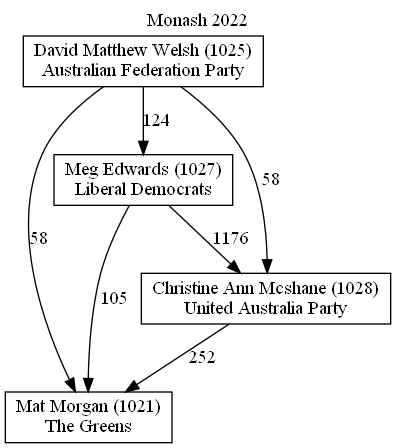 Monash 2022
David Matthew Welsh (1025)
Australian Federation Party
124
Meg Edwards (1027)
Liberal Democrats
58
58
105
1176
Christine Ann Mcshane (1028)
United Australia Party
252
Mat Morgan (1021)
The Greens